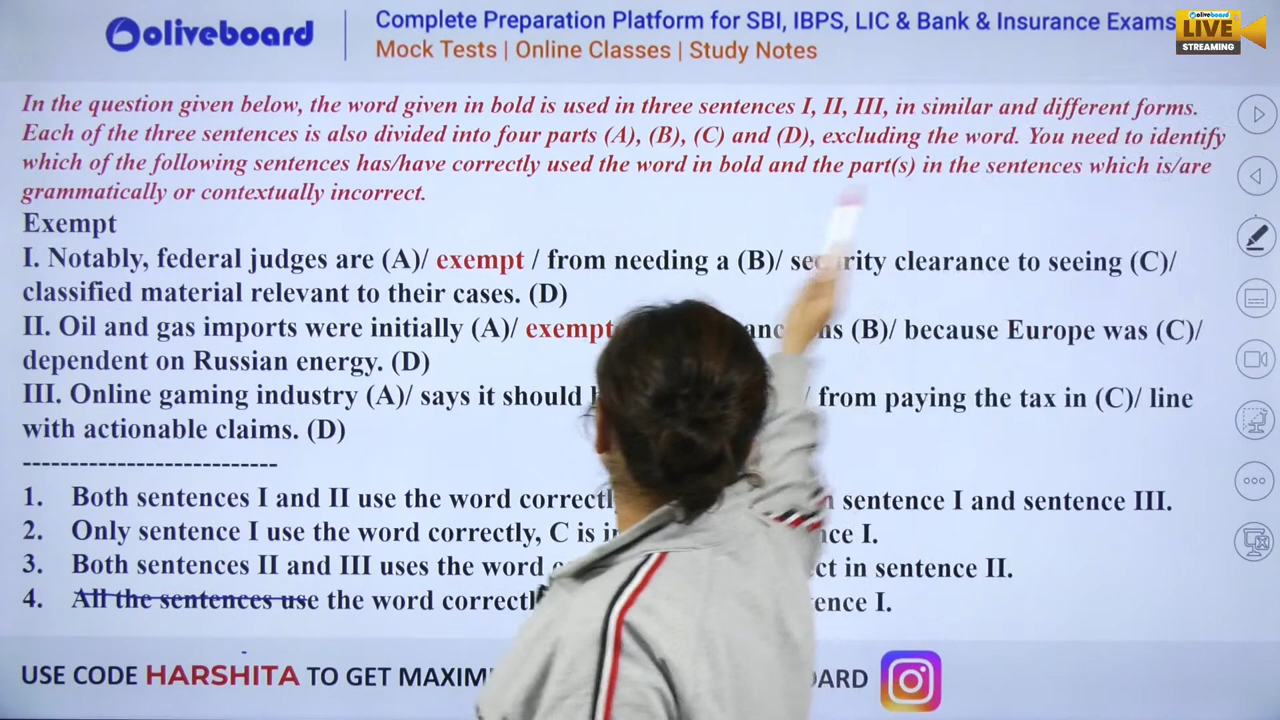 oliveboard
Complete Preparation Platform for SBI, IBPS, LIC & Bank & Insurance Exams
Mock Tests | Online Classes | Study Notes
oliveboard
LIVE
STREAMING
In the question given below, the word given in bold is used in three sentences I, II, III, in similar and different forms.
Each of the three sentences is also divided into four parts (A), (B), (C) and (D), excluding the word. You need to identify
which of the following sentences has/have correctly used the word in bold and the part(s) in the sentences which is/are
grammatically or contextually incorrect.
Exempt
I. Notably, federal judges are (A)/ exempt / from needing a (B)/ security clearance to seeing (C)/
classified material relevant to their cases. (D)
II. Oil and gas imports were initially (A)/ exempt (B)/ because Europe was (C)/
dependent on Russian energy. (D)
III. Online gaming industry (A)/ says it should / from paying the tax in (C)/ line
with actionable claims. (D)
---------------------------
1. Both sentences I and II use the word sentence I and sentence III.
2. Only sentence I use the word correctly, C is I.
3. Both sentences II and III uses the word in sentence II.
4. All the sentences use the word I.
USE CODE HARSHITA TO GET